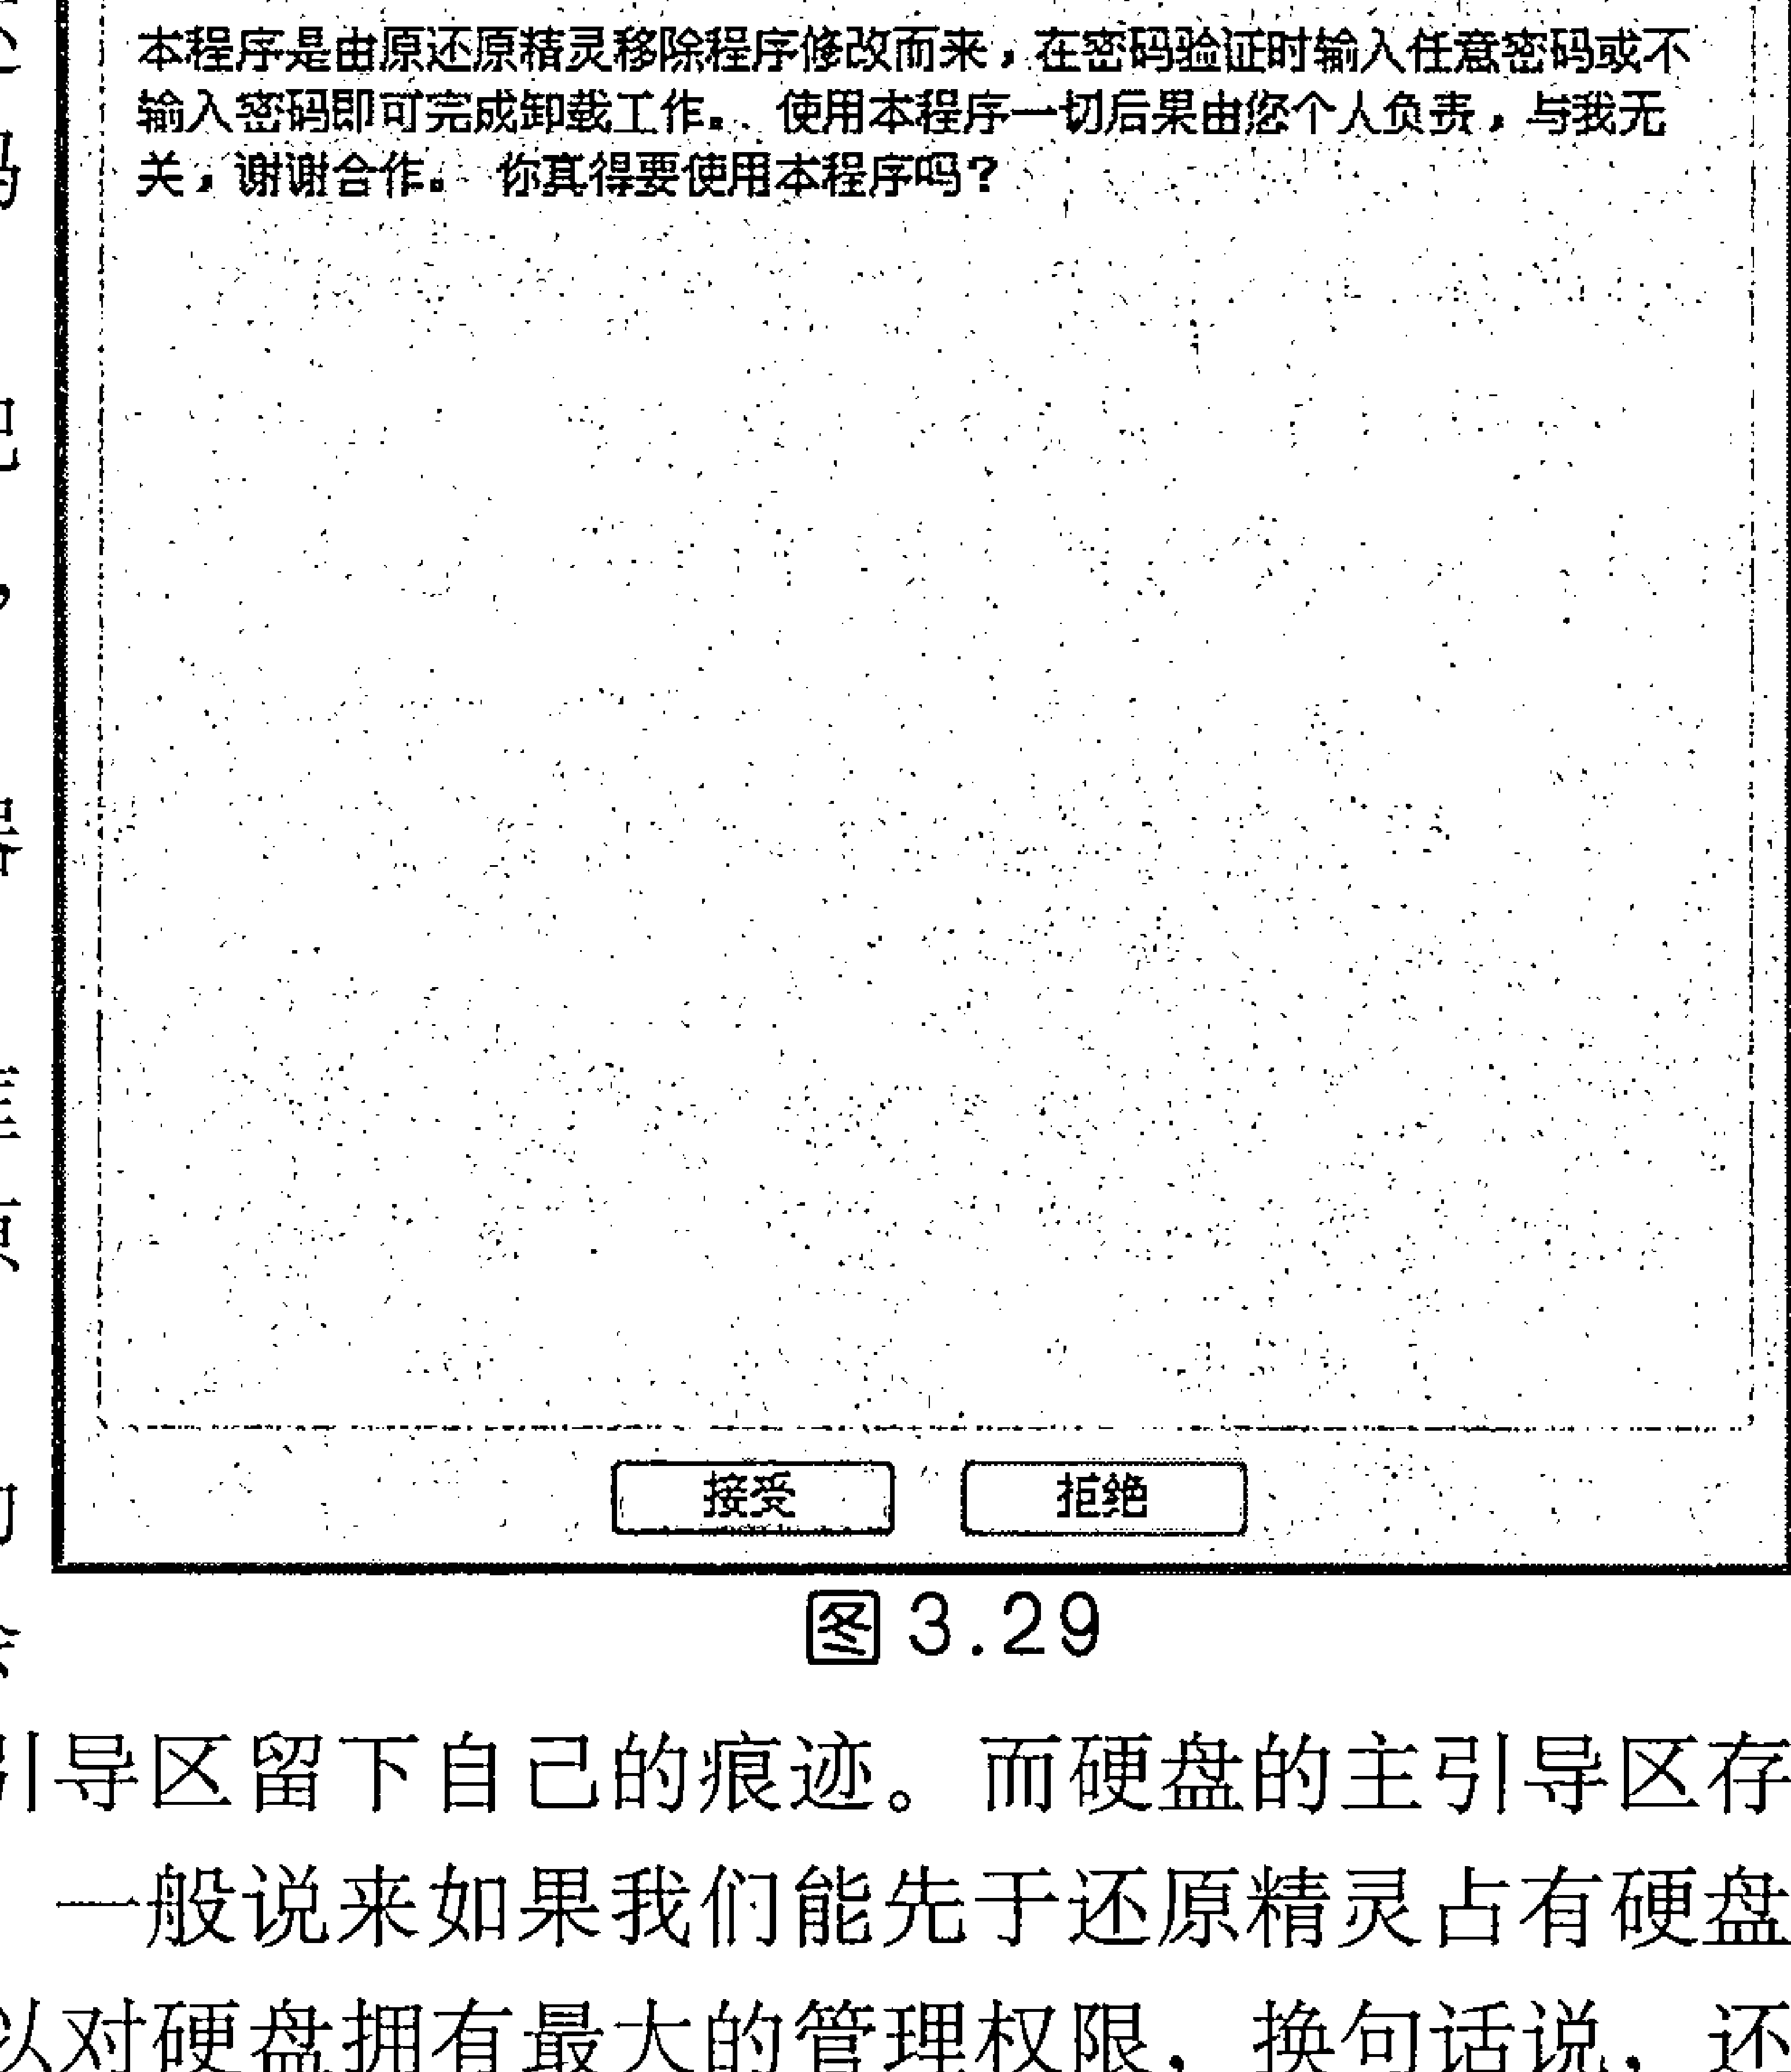 本程序是由原还原精灵移除程序修改而来，在密码验证时输入任意密码或不
输入密码即可完成卸载工作。 使用本程序一切后果由您个人负责，与我无
关，谢谢合作。 你真得要使用本程序吗？
接受 拒绝
图3.29
引导区留下自己的痕迹。而硬盘的主引导区存
一般说来如果我们能先于还原精灵占有硬盘
以对硬盘拥有最大的管理权限，换句话说，还